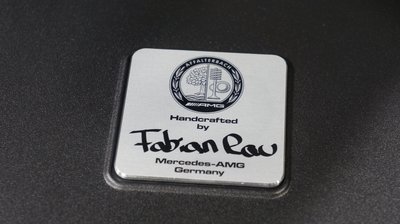 AFFALTERBACH
AMG
Handcrafted
by
Fabian Rau
Mercedes-AMG
Germany